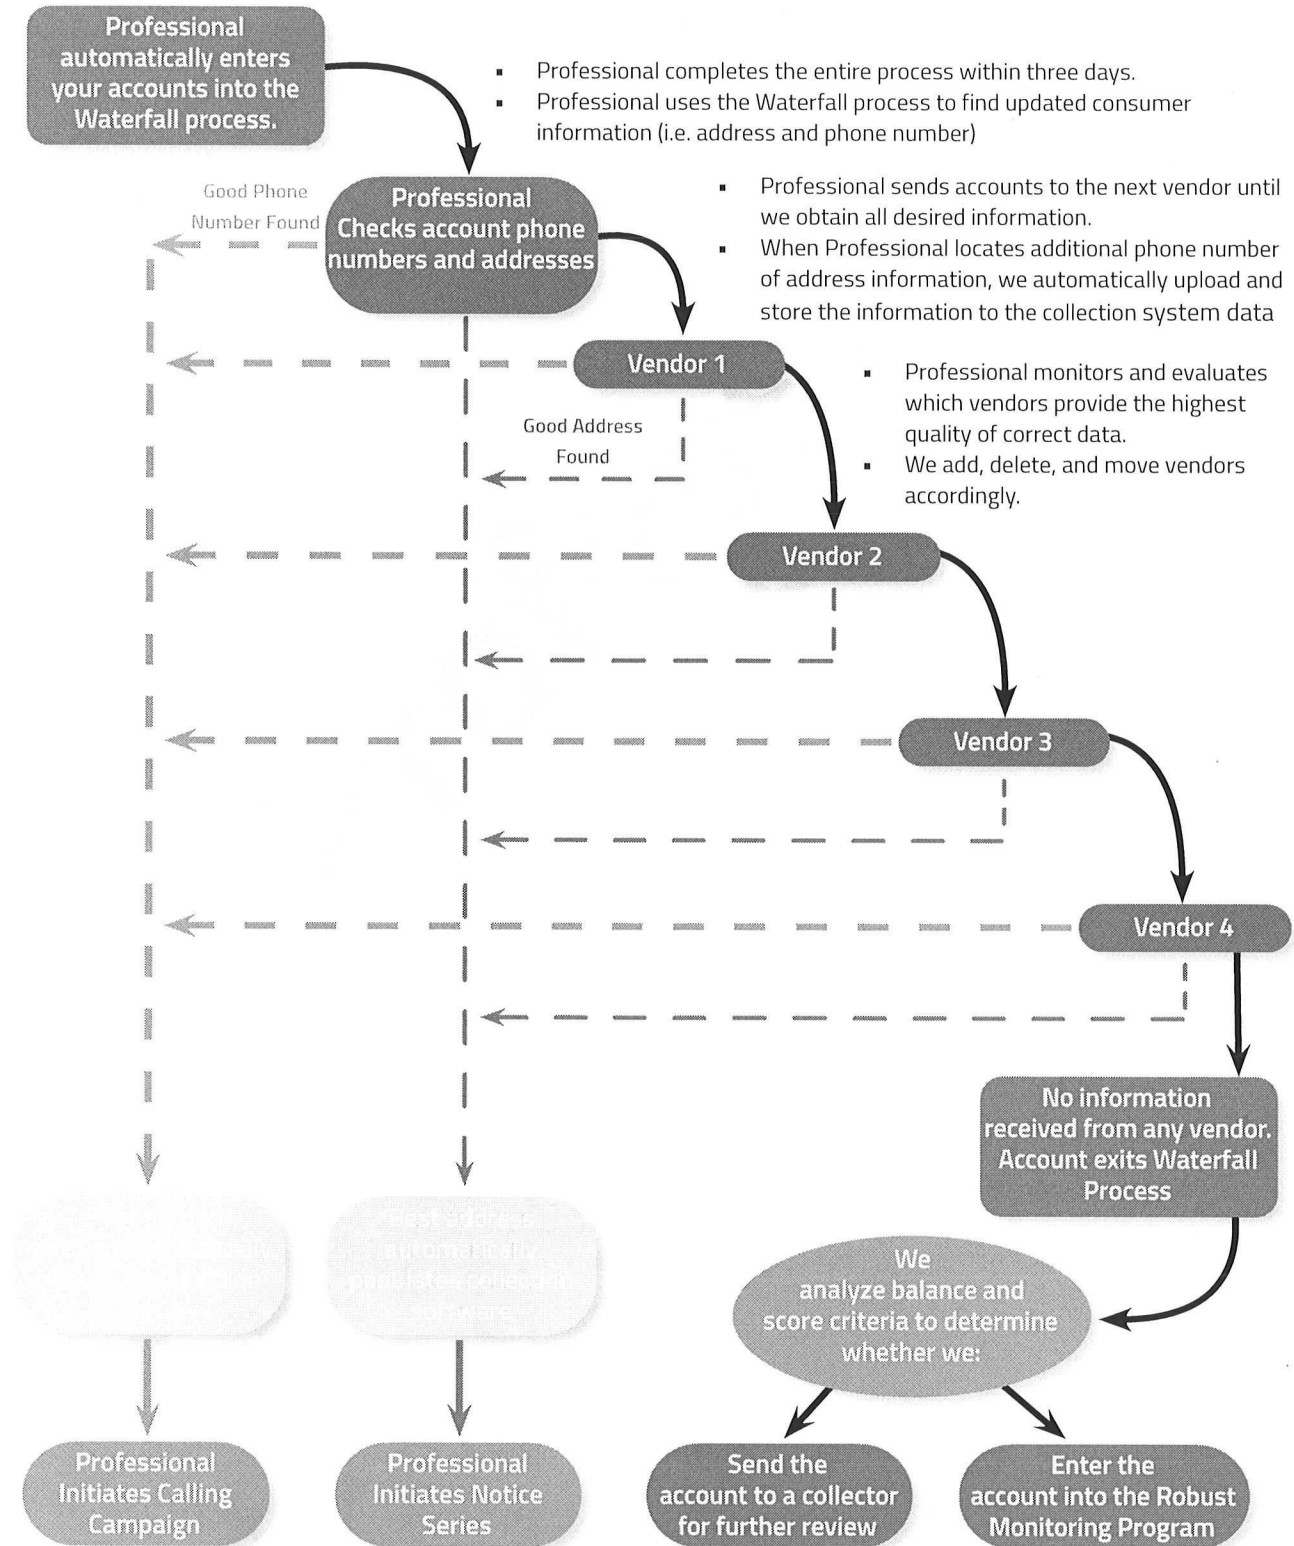 Professional
automatically enters
your accounts into the
Waterfall process.
▪ Professional completes the entire process within three days.
▪ Professional uses the Waterfall process to find updated consumer
information (i.e. address and phone number)
Good Phone
Number Found
Professional
Checks account phone
numbers and addresses
▪ Professional sends accounts to the next vendor until
we obtain all desired information.
▪ When Professional locates additional phone number
of address information, we automatically upload and
store the information to the collection system data
Vendor 1
▪ Professional monitors and evaluates
which vendors provide the highest
quality of correct data.
▪ We add, delete, and move vendors
accordingly.
Good Address
Found
Vendor 2
Vendor 3
Vendor 4
No information
received from any vendor.
Account exits Waterfall
Process
Best address
automatically
collection
software
We
analyze balance and
score criteria to determine
whether we:
Professional
Initiates Calling
Campaign
Professional
Initiates Notice
Series
Send the
account to a collector
for further review
Enter the
account into the Robust
Monitoring Program